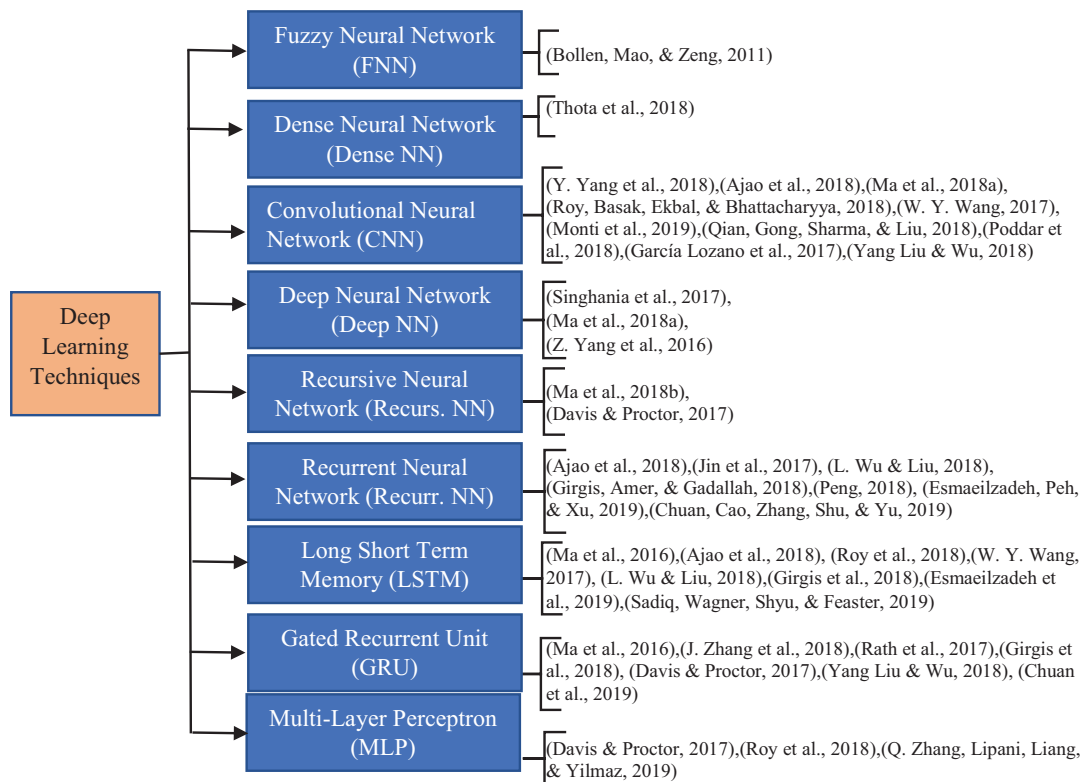 Deep
Learning
Techniques
Fuzzy Neural Network
(FNN)
(Bollen, Mao, & Zeng, 2011)
Dense Neural Network
(Dense NN)
(Thota et al., 2018)
Convolutional Neural
Network (CNN)
(Y. Yang et al., 2018),(Ajao et al., 2018),(Ma et al., 2018a),
(Roy, Basak, Ekbal, & Bhattacharyya, 2018),(W. Y. Wang, 2017),
(Monti et al., 2019),(Qian, Gong, Sharma, & Liu, 2018),(Poddar et
al., 2018),(García Lozano et al., 2017),(Yang Liu & Wu, 2018)
Deep Neural Network
(Deep NN)
(Singhania et al., 2017),
(Ma et al., 2018a),
(Z. Yang et al., 2016)
Recursive Neural
Network (Recurs. NN)
(Ma et al., 2018b),
(Davis & Proctor, 2017)
Recurrent Neural
Network (Recurr. NN)
(Ajao et al., 2018),(Jin et al., 2017), (L. Wu & Liu, 2018),
(Girgis, Amer, & Gadallah, 2018),(Peng, 2018), (Esmaeilzadeh, Peh,
& Xu, 2019),(Chuan, Cao, Zhang, Shu, & Yu, 2019)
Long Short Term
Memory (LSTM)
(Ma et al., 2016),(Ajao et al., 2018), (Roy et al., 2018),(W. Y. Wang,
2017), (L. Wu & Liu, 2018),(Girgis et al., 2018),(Esmaeilzadeh et
al., 2019),(Sadiq, Wagner, Shyu, & Feaster, 2019)
Gated Recurrent Unit
(GRU)
(Ma et al., 2016),(J. Zhang et al., 2018),(Rath et al., 2017),(Girgis
et al., 2018), (Davis & Proctor, 2017),(Yang Liu & Wu, 2018), (Chuan
et al., 2019)
Multi-Layer Perceptron
(MLP)
(Davis & Proctor, 2017),(Roy et al., 2018),(Q. Zhang, Lipani, Liang,
& Yilmaz, 2019)